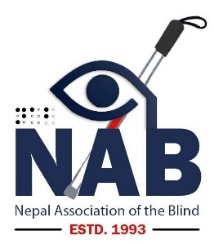 NAB
Nepal Association of the Blind
ESTD. 1993